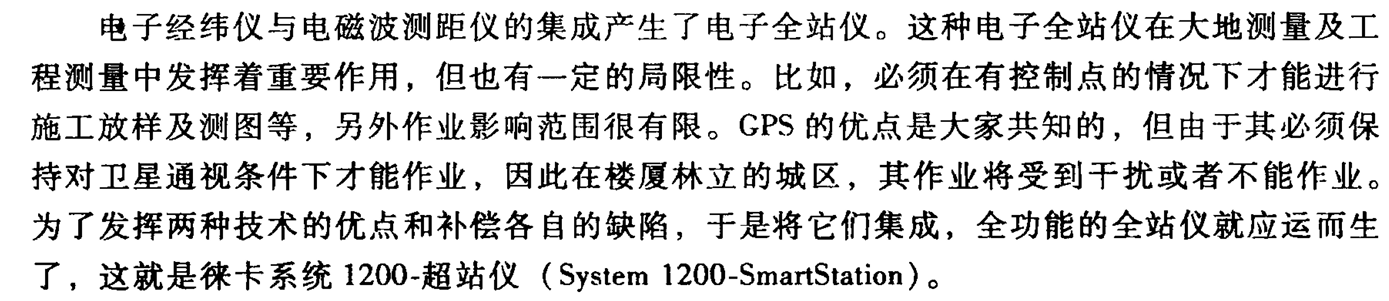 电子经纬仪与电磁波测距仪的集成产生了电子全站仪。这种电子全站仪在大地测量及工
程测量中发挥着重要作用，但也有一定的局限性。比如，必须在有控制点的情况下才能进行
施工放样及测图等，另外作业影响范围很有限。GPS 的优点是大家共知的，但由于其必须保
持对卫星通视条件下才能作业，因此在楼厦林立的城区，其作业将受到干扰或者不能作业。
为了发挥两种技术的优点和补偿各自的缺陷，于是将它们集成，全功能的全站仪就应运而生
了，这就是徕卡系统 1200-超站仪（System 1200-SmartStation）。